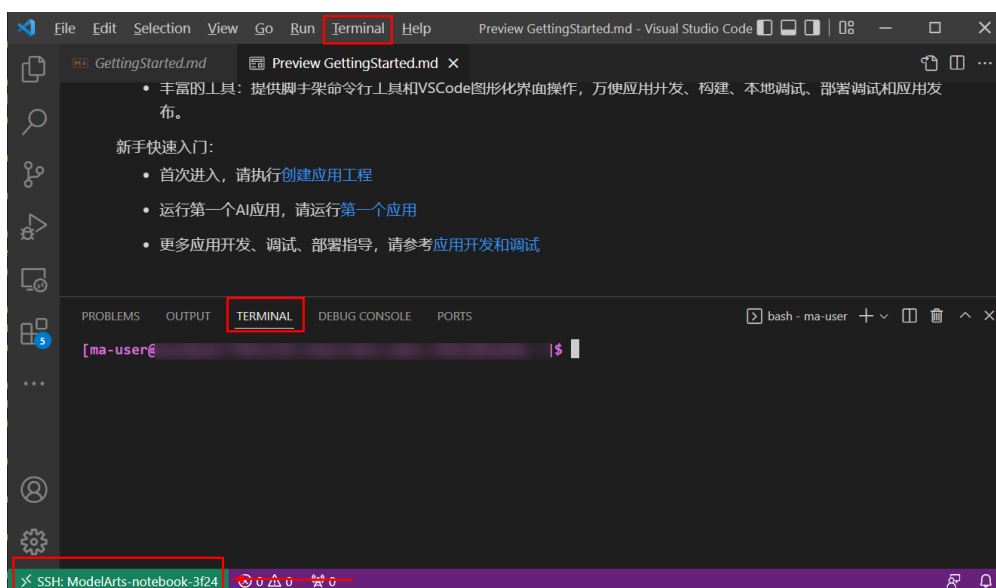 File Edit Selection View Go Run Terminal Help Preview GettingStarted.md - Visual Studio Code
GettingStarted.md Preview GettingStarted.md
• 丰富的工具：提供脚手架命令行工具和VSCode图形化界面操作，方便应用开发、构建、本地调试、部署调试和应用发
布。
新手快速入门：
• 首次进入，请执行创建应用工程
• 运行第一个AI应用，请运行第一个应用
• 更多应用开发、调试、部署指导，请参考应用开发和调试
PROBLEMS OUTPUT TERMINAL DEBUG CONSOLE PORTS bash - ma-user
5
[ma-user@ |$
SSH: ModelArts-notebook-3f24 0 0 0